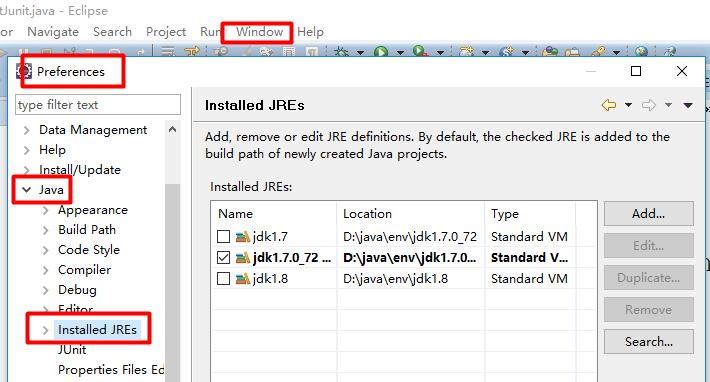 tJunit.java - Eclipse
or Navigate Search Project Run Window Help
Preferences
type filter text
Data Management
Help
Install/Update
Java
Appearance
Build Path
Code Style
Compiler
Debug
Editor
Installed JREs
JUnit
Properties Files Ed
Installed JREs
Add, remove or edit JRE definitions. By default, the checked JRE is added to the
build path of newly created Java projects.
Installed JREs:
Name Location Type
jdk1.7 D:\java\env\jdk1.7.0_72 Standard VM
jdk1.7.0_72 ... D:\java\env\jdk1.7.0... Standard V...
jdk1.8 D:\java\env\jdk1.8 Standard VM
Add...
Edit...
Duplicate...
Remove
Search...